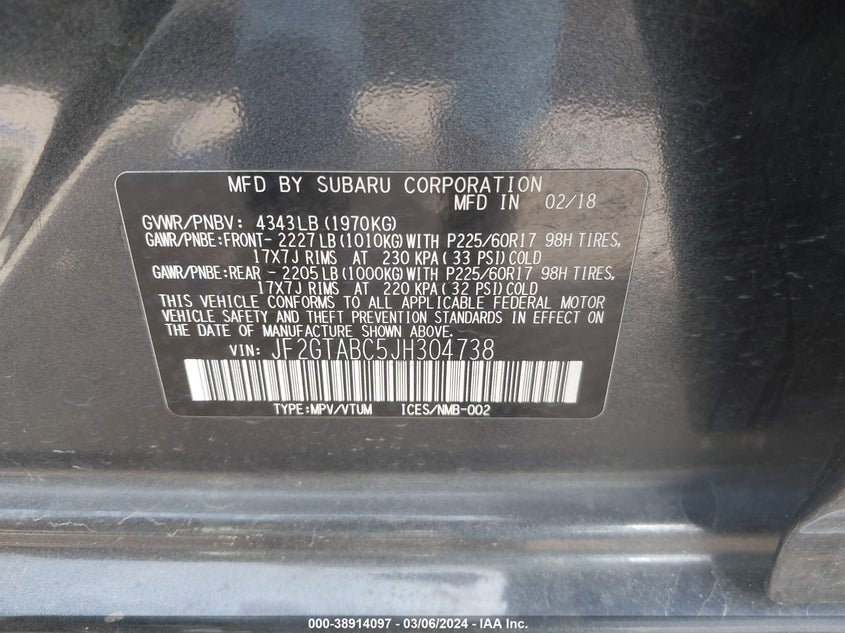 MFD BY SUBARU CORPORATION
MFD IN 02/18
GVWR/PNBV: 4343LB(1970KG)
GAWR/PNBE:FRONT- 2227LB(1010KG)WITH P225/60R17 98H TIRES,
17X7J RIMS AT 230 KPA(33 PSI)COLD
GAWR/PNBE:REAR - 2205LB(1000KG)WITH P225/60R17 98H TIRES,
17X7J RIMS AT 220 KPA(32 PSI)COLD
THIS VEHICLE CONFORMS TO ALL APPLICABLE FEDERAL MOTOR
VEHICLE SAFETY AND THEFT PREVENTION STANDARDS IN EFFECT ON
THE DATE OF MANUFACTURE SHOWN ABOVE.
VIN: JF2GTABC5JH304738
TYPE:MPV/VTUM ICES/NMB-002
000-38914097 - 03/06/2024 - IAA Inc.